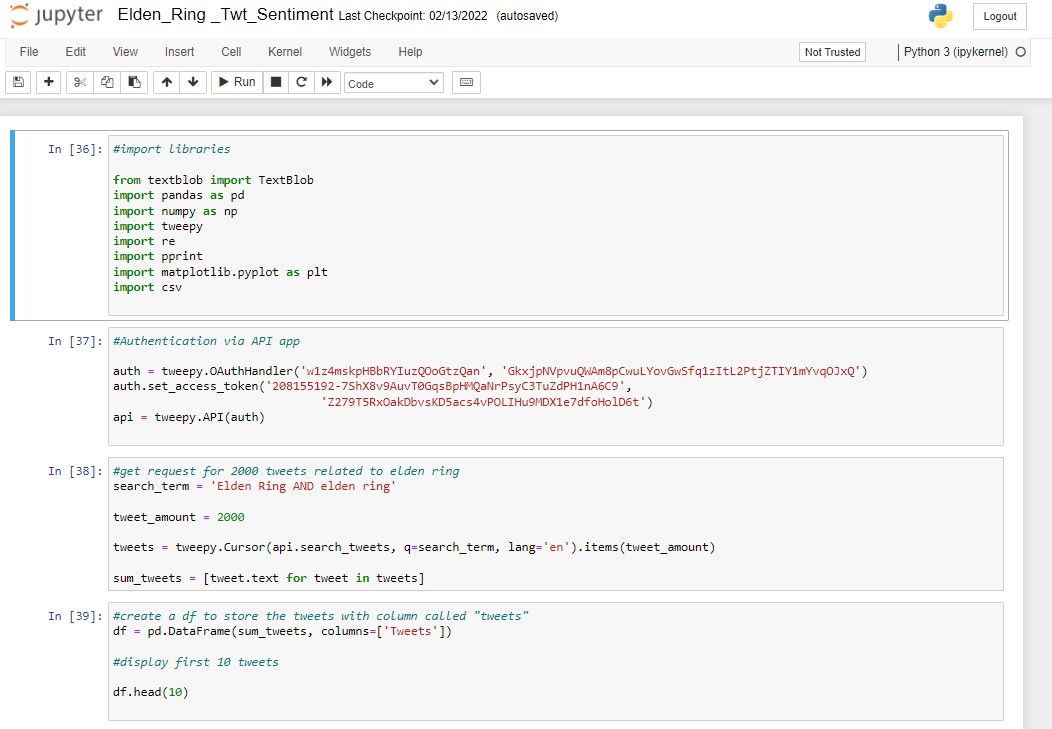 jupyter Elden_Ring _Twt_Sentiment Last Checkpoint: 02/13/2022 (autosaved)
Logout
File Edit View Insert Cell Kernel Widgets Help
Not Trusted Python 3 (ipykernel)
Run Code
In [36]: #import libraries
from textblob import TextBlob
import pandas as pd
import numpy as np
import tweepy
import re
import pprint
import matplotlib.pyplot as plt
import csv
In [37]: #Authentication via API app
auth = tweepy.OAuthHandler('', '')
auth.set_access_token('',
'')
api = tweepy.API(auth)
In [38]: #get request for 2000 tweets related to elden ring
search_term = 'Elden Ring AND elden ring'
tweet_amount = 2000
tweets = tweepy.Cursor(api.search_tweets, q=search_term, lang='en').items(tweet_amount)
sum_tweets = [tweet.text for tweet in tweets]
In [39]: #create a df to store the tweets with column called "tweets"
df = pd.DataFrame(sum_tweets, columns=['Tweets'])
#display first 10 tweets
df.head(10)